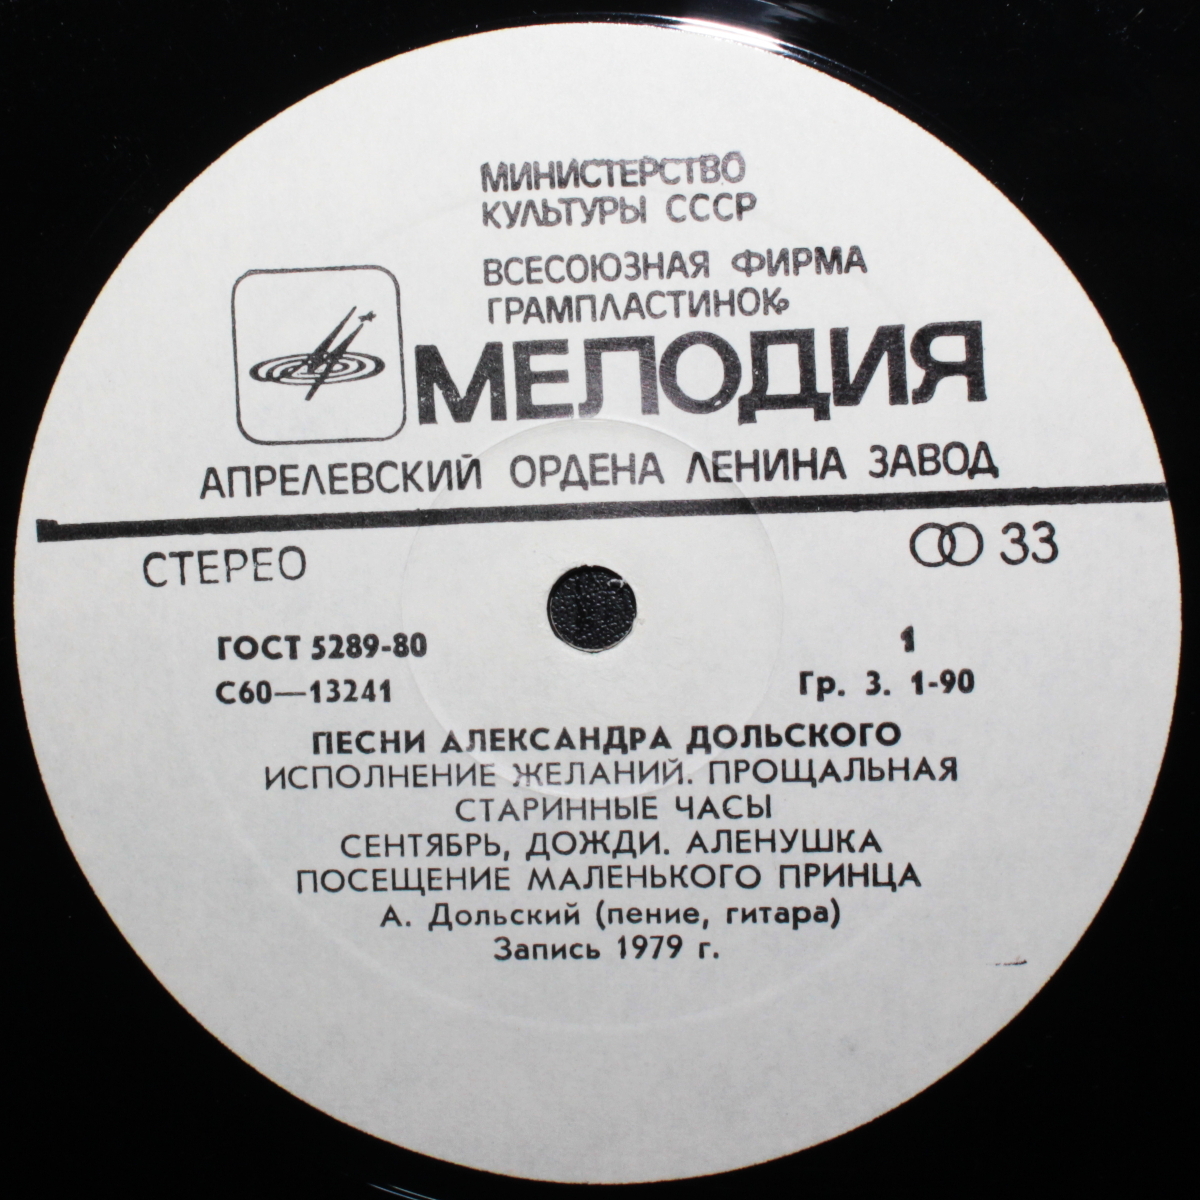 МИНИСТЕРСТВО
КУЛЬТУРЫ СССР
ВСЕСОЮЗНАЯ ФИРМА
ГРАМПЛАСТИНОК
МЕЛОДИЯ
АПРЕЛЕВСКИЙ ОРДЕНА ЛЕНИНА ЗАВОД
СТЕРЕО 33
ГОСТ 5289-80 1
С60—13241 Гр. 3. 1-90
ПЕСНИ АЛЕКСАНДРА ДОЛЬСКОГО
ИСПОЛНЕНИЕ ЖЕЛАНИЙ. ПРОЩАЛЬНАЯ
СТАРИННЫЕ ЧАСЫ
СЕНТЯБРЬ, ДОЖДИ. АЛЕНУШКА
ПОСЕЩЕНИЕ МАЛЕНЬКОГО ПРИНЦА
А. Дольский (пение, гитара)
Запись 1979 г.